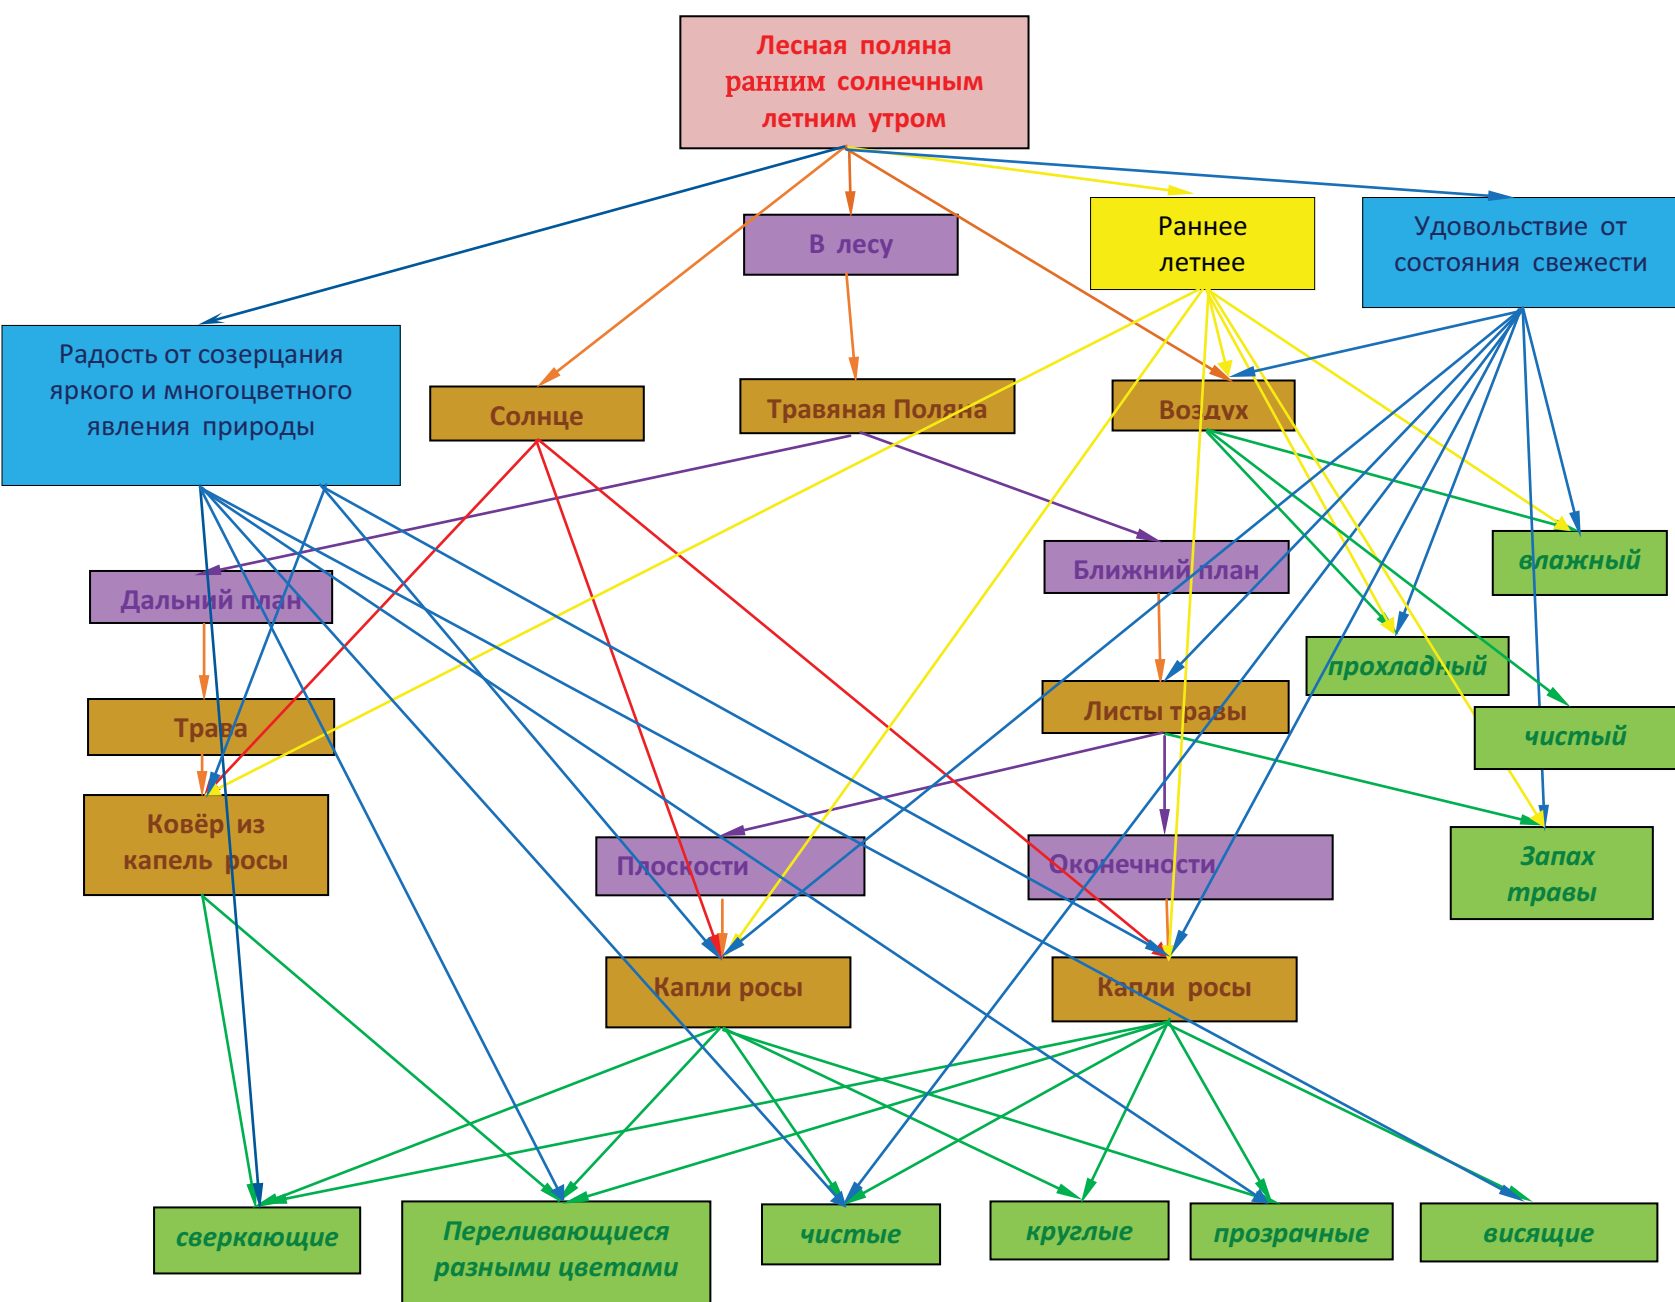 Лесная поляна
ранним солнечным
летним утром
В лесу
Раннее
летнее
Удовольствие от
состояния свежести
Радость от созерцания
яркого и многоцветного
явления природы
Солнце
Травяная Поляна
Воздух
влажный
Дальний план
Ближний план
прохладный
Трава
Листы травы
чистый
Ковёр из
капель росы
Плоскости
Оконечности
Запах
травы
Капли росы
Капли росы
сверкающие
Переливающиеся
разными цветами
чистые
круглые
прозрачные
висящие